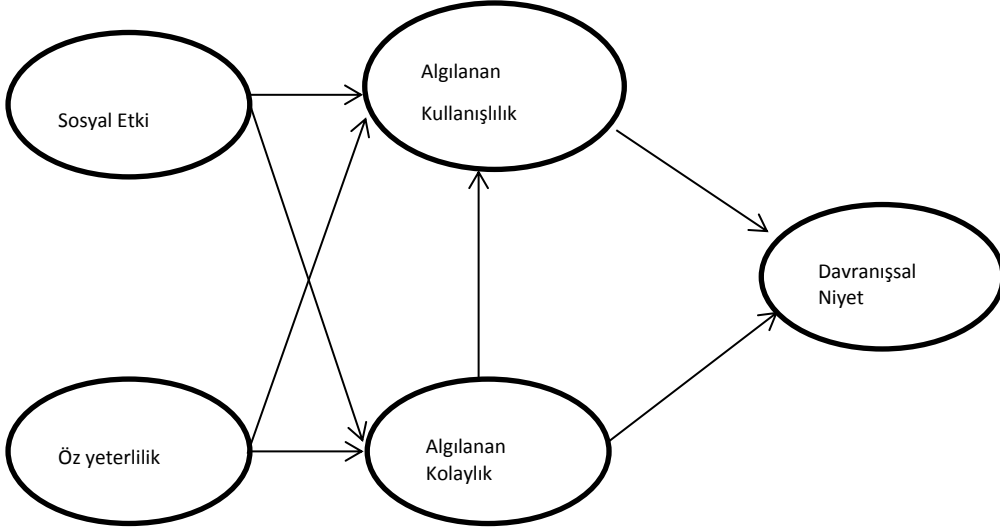 Sosyal Etki
Algılanan
Kullanışlılık
Davranışsal
Niyet
Öz yeterlilik
Algılanan
Kolaylık